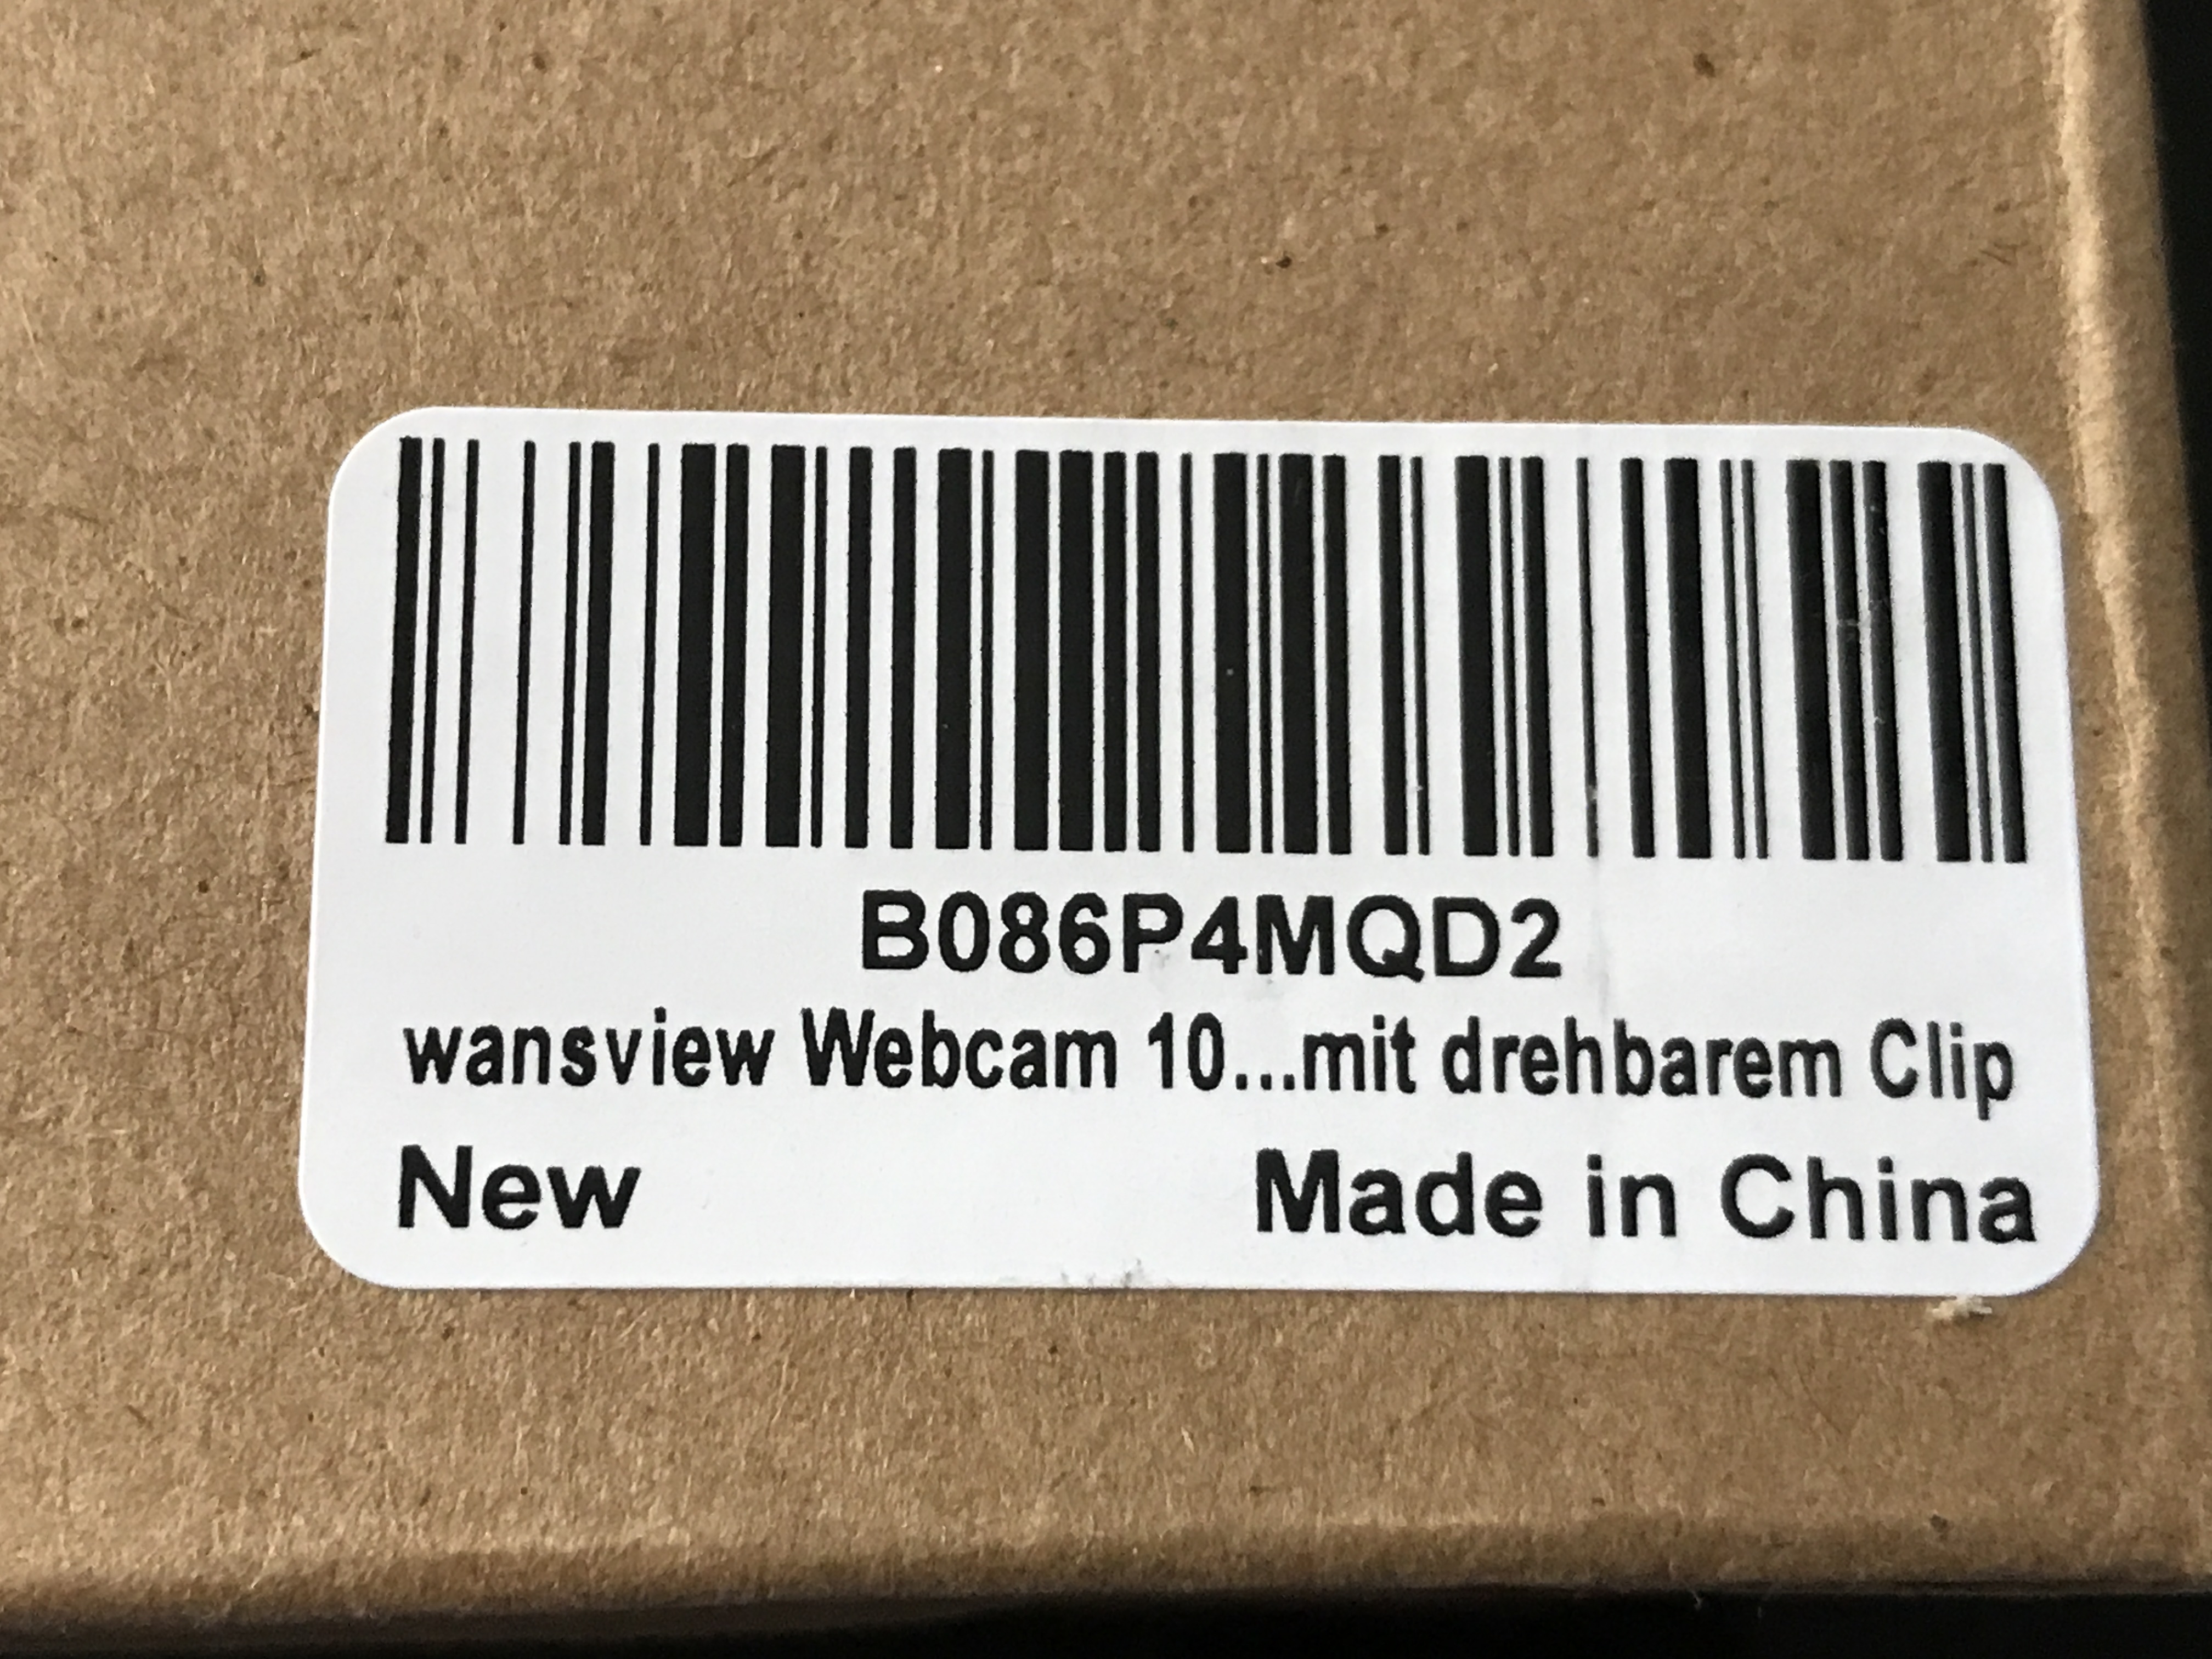 B086P4MQD2
wansview Webcam 10...mit drehbarem Clip
New Made in China